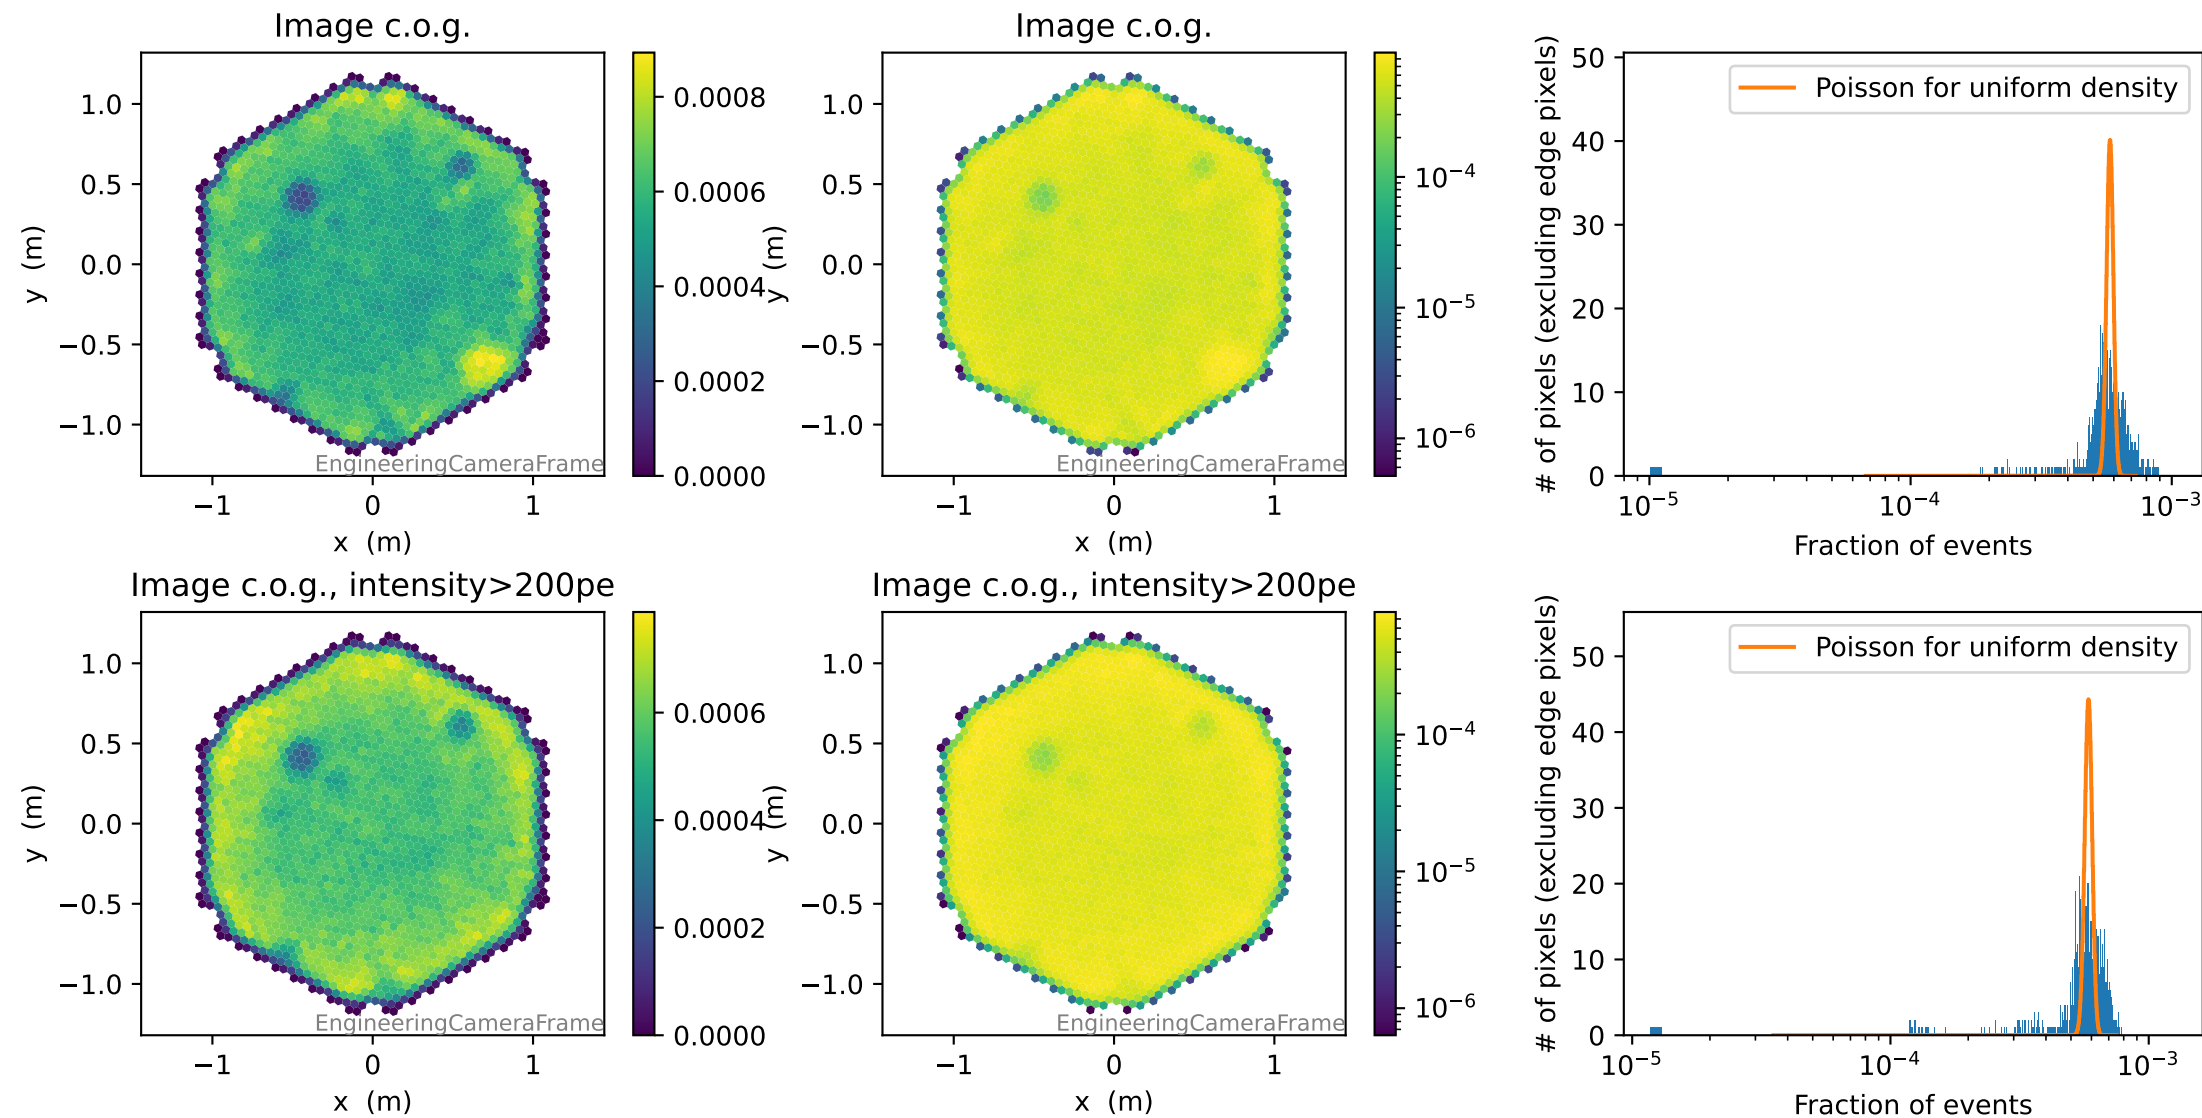 Image c.o.g.
1.0
0.5
0.0
−0.5
−1.0
y (m)
−1
0
1
x (m)
EngineeringCameraFrame
0.0008
0.0006
0.0004
0.0002
0.0000
Image c.o.g.
1.0
0.5
0.0
−0.5
−1.0
y (m)
−1
0
1
x (m)
EngineeringCameraFrame
10⁻⁴
10⁻⁵
10⁻⁶
# of pixels (excluding edge pixels)
50
40
30
20
10
0
Poisson for uniform density
10⁻⁵
10⁻⁴
10⁻³
Fraction of events
Image c.o.g., intensity>200pe
1.0
0.5
0.0
−0.5
−1.0
y (m)
−1
0
1
x (m)
EngineeringCameraFrame
0.0006
0.0004
0.0002
0.0000
Image c.o.g., intensity>200pe
1.0
0.5
0.0
−0.5
−1.0
y (m)
−1
0
1
x (m)
EngineeringCameraFrame
10⁻⁴
10⁻⁵
10⁻⁶
# of pixels (excluding edge pixels)
50
40
30
20
10
0
Poisson for uniform density
10⁻⁵
10⁻⁴
10⁻³
Fraction of events